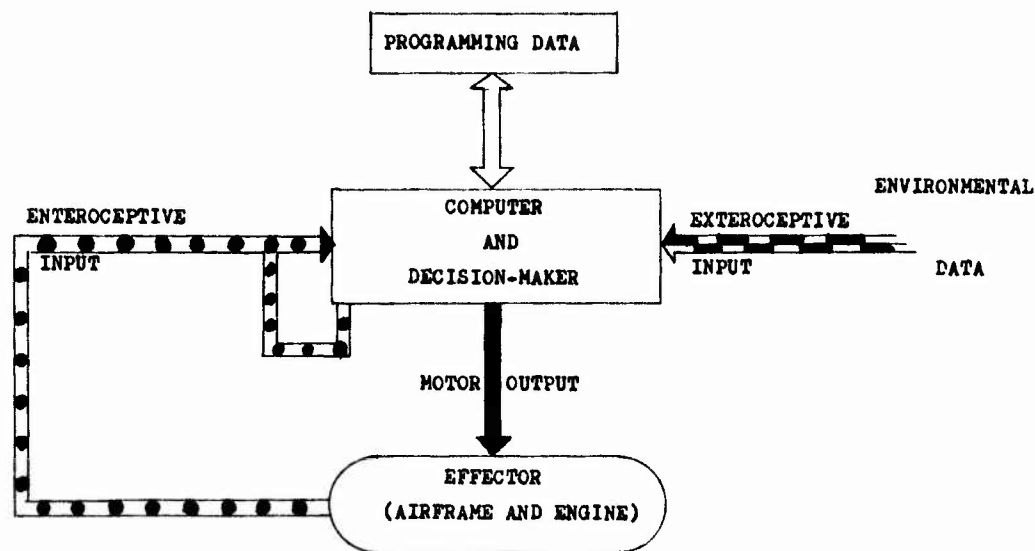 PROGRAMMING DATA
ENVIRONMENTAL
DATA
ENTEROCEPTIVE
INPUT
COMPUTER
AND
DECISION-MAKER
EXTEROCEPTIVE
INPUT
MOTOR OUTPUT
EFFECTOR
(AIRFRAME AND ENGINE)